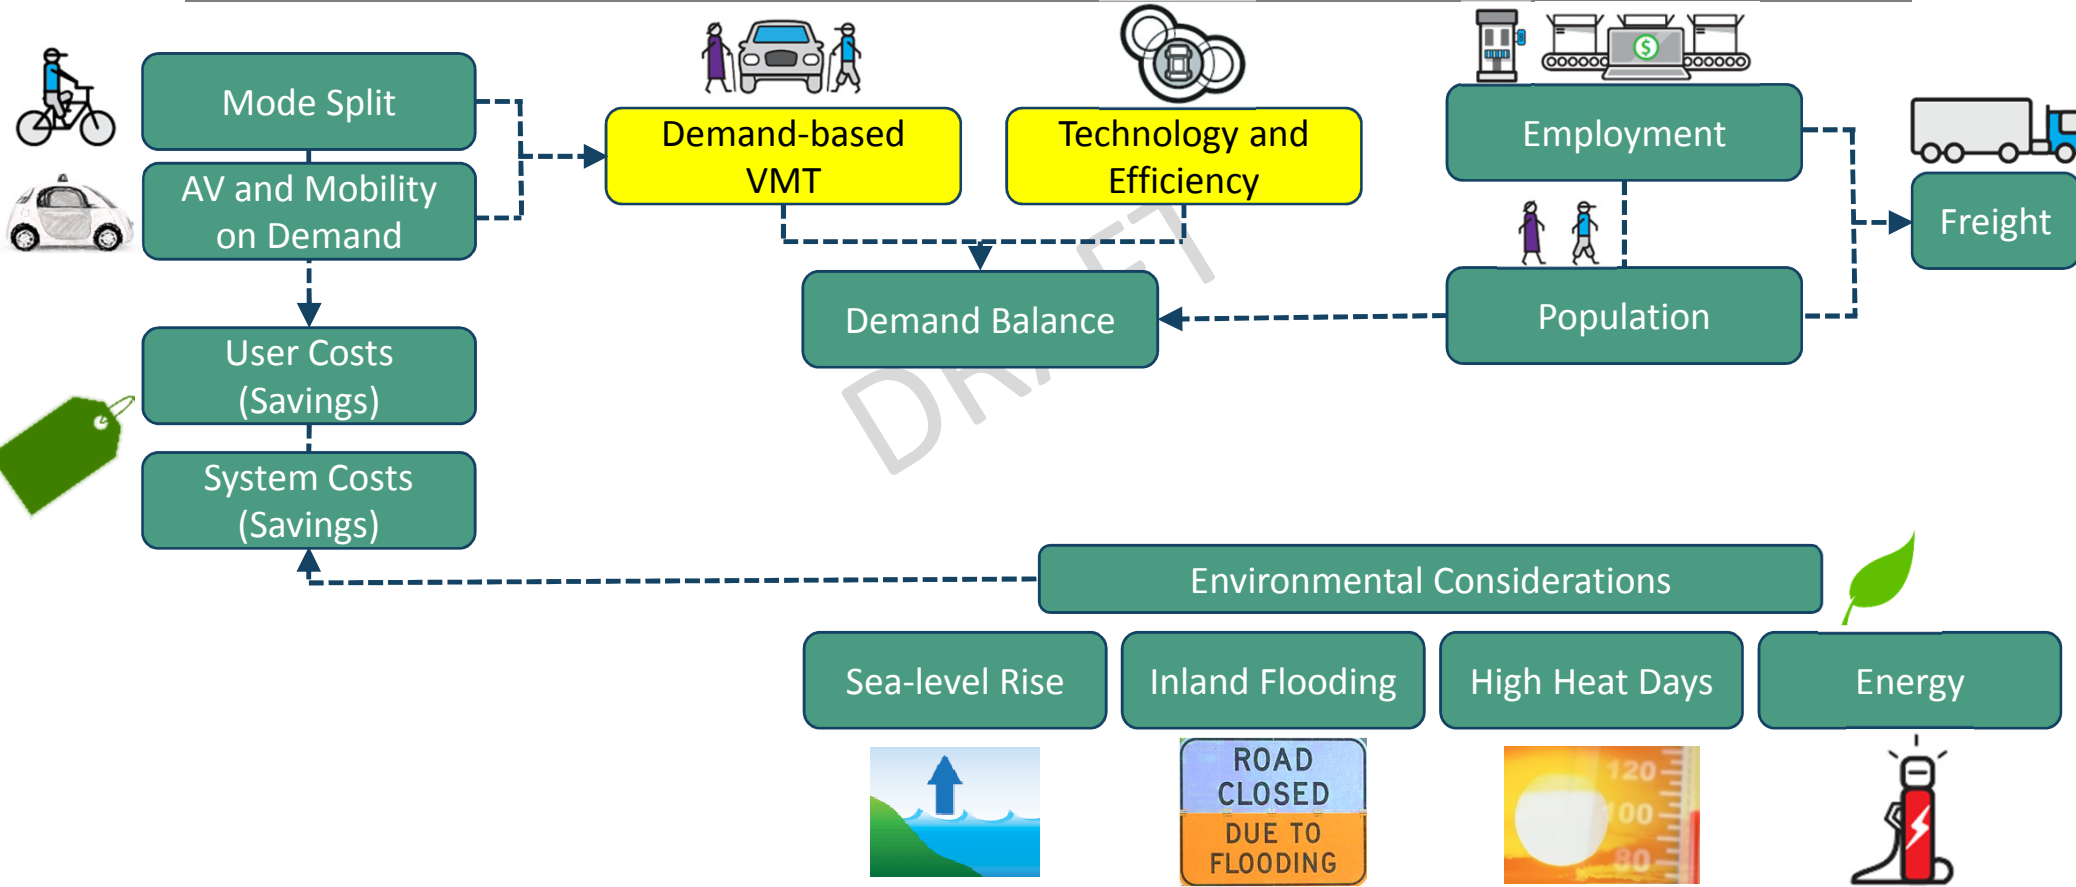 Mode Split
AV and Mobility
on Demand
User Costs
(Savings)
System Costs
(Savings)
Demand-based
VMT
Technology and
Efficiency
Demand Balance
$
Employment
Population
Freight
DRAFT
Environmental Considerations
Sea-level Rise
Inland Flooding
High Heat Days
Energy
ROAD
CLOSED
DUE TO
FLOODING
120
100
80